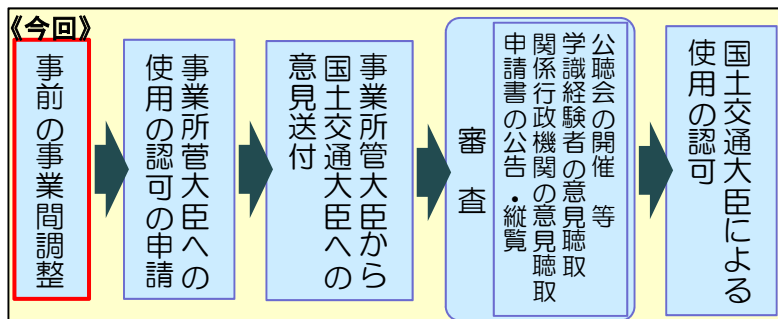 《今回》
事前の事業間調整
事業所菅大臣への
使用の認可の申請
事業所管大臣から
国土交通大臣への
意見送付
審査
公聴会の開催 等
学識経験者の意見聴取
関係行政機関の意見聴取
申請書の公告・縦覧
国土交通大臣による
使用の認可